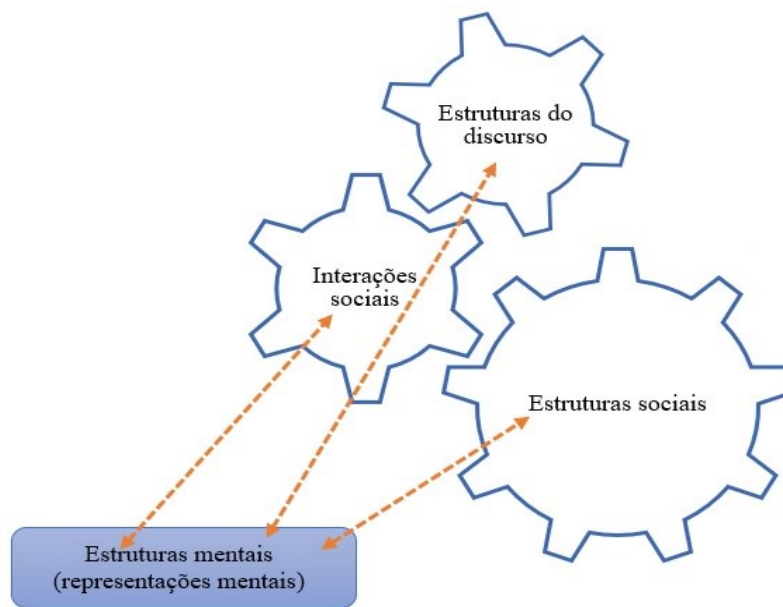 Estruturas do
discurso
Interações
sociais
Estruturas sociais
Estruturas mentais
(representações mentais)